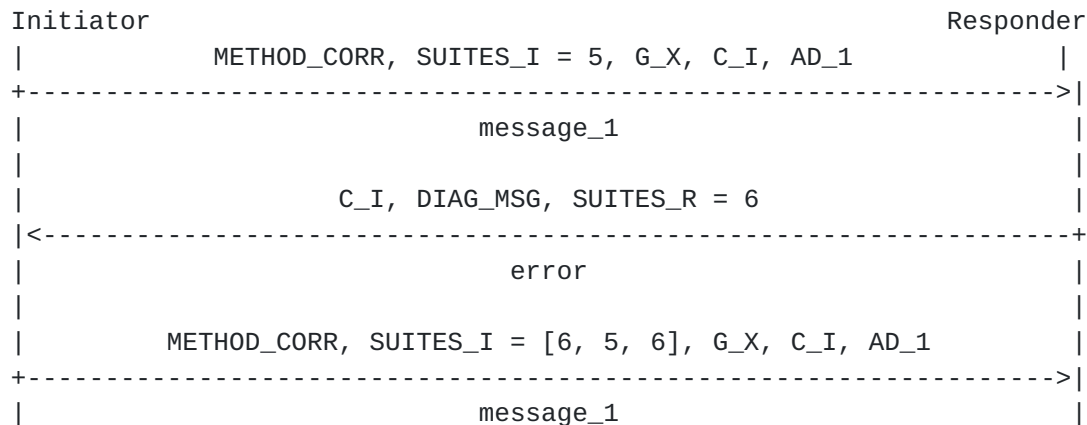 Initiator                                                   Responder
|            METHOD_CORR, SUITES_I = 5, G_X, C_I, AD_1             |
+------------------------------------------------------------------>|
|                             message_1                             |
|                                                                   |
|                    C_I, DIAG_MSG, SUITES_R = 6                    |
|<------------------------------------------------------------------+
|                               error                               |
|                                                                   |
|         METHOD_CORR, SUITES_I = [6, 5, 6], G_X, C_I, AD_1         |
+------------------------------------------------------------------>|
|                             message_1                             |